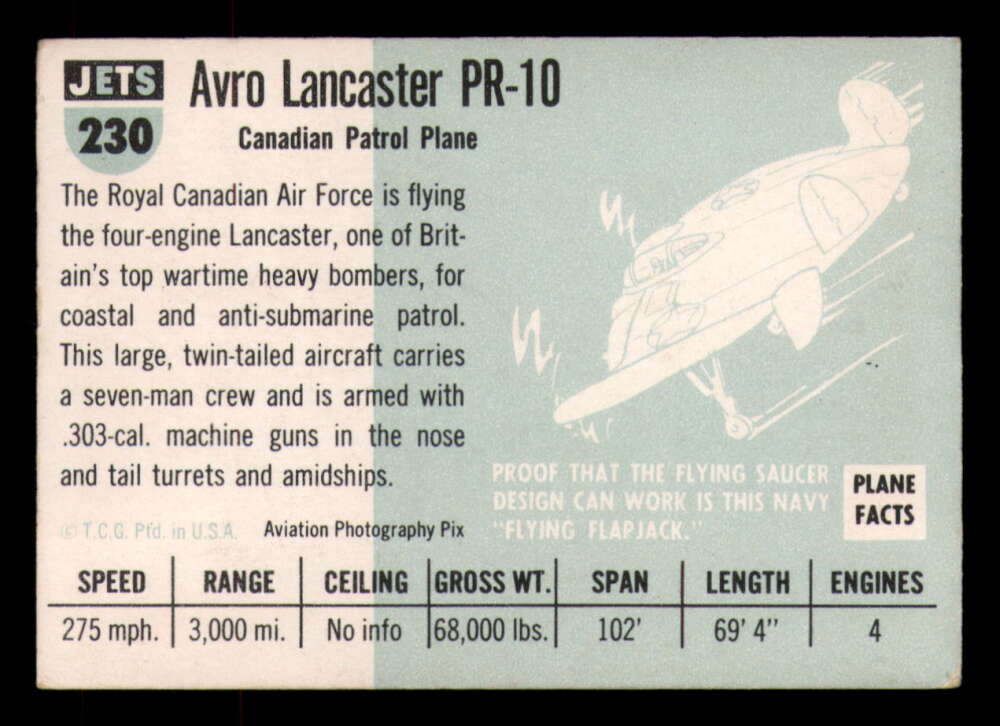 JETS
230
Avro Lancaster PR-10
Canadian Patrol Plane
The Royal Canadian Air Force is flying
the four-engine Lancaster, one of Brit-
ain's top wartime heavy bombers, for
coastal and anti-submarine patrol.
This large, twin-tailed aircraft carries
a seven-man crew and is armed with
.303-cal. machine guns in the nose
and tail turrets and amidships.
© T.C.G. Ptd. in U.S.A. Aviation Photography Pix
PROOF THAT THE FLYING SAUCER
DESIGN CAN WORK IS THIS NAVY
"FLYING FLAPJACK."
PLANE
FACTS
SPEED RANGE CEILING GROSS WT. SPAN LENGTH ENGINES
275 mph. 3,000 mi. No info 68,000 lbs. 102' 69' 4" 4